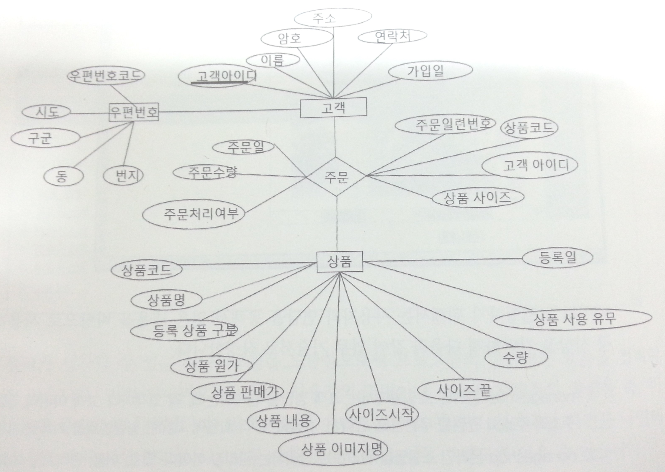 주소
암호
연락처
이름
우편번호코드
고객아이디
가입일
시도
우편번호
고객
구군
동
번지
주문일
주문일련번호
상품코드
주문수량
주문
고객 아이디
상품 사이즈
주문처리여부
상품
등록일
상품코드
상품명
등록 상품 구분
상품 사용 유무
상품 원가
수량
상품 판매가
사이즈 끝
상품 내용
사이즈시작
상품 이미지명